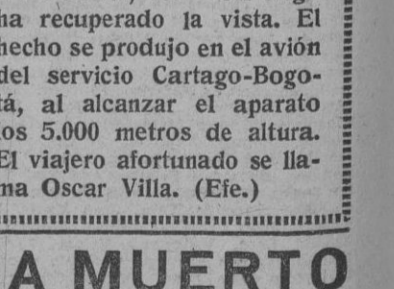 ha recuperado la vista. El
hecho se produjo en el avión
del servicio Cartago-Bogo-
tá, al alcanzar el aparato
los 5.000 metros de altura.
El viajero afortunado se lla-
ma Oscar Villa. (Efe.)
A MUERTO